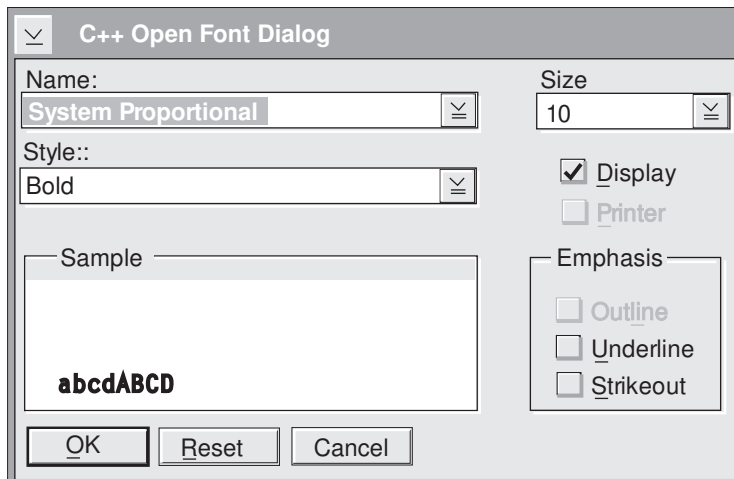 C++ Open Font Dialog
Name:
Size
System Proportional
10
Style::
Bold
Display
Printer
Sample
Emphasis
Outline
Underline
abcdABCD
Strikeout
OK
Reset
Cancel